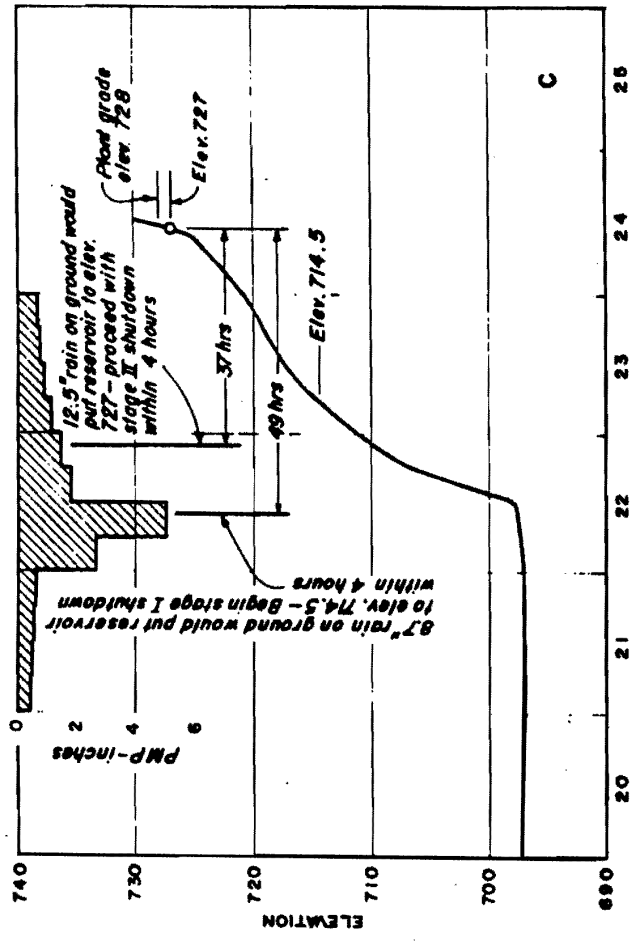 PMP-inches
0
2
4
6
740
730
720
710
700
690
ELEVATION
8.7" rain on ground would put reservoir
to elev. 714.5 - Begin stage I shutdown
within 4 hours
12.5" rain on ground would
put reservoir to elev.
727 - proceed with
stage II shutdown
within 4 hours
Plant grade
elev. 728
Elev. 727
37 hrs
49 hrs
Elev. 714.5
C
20
21
22
23
24
25